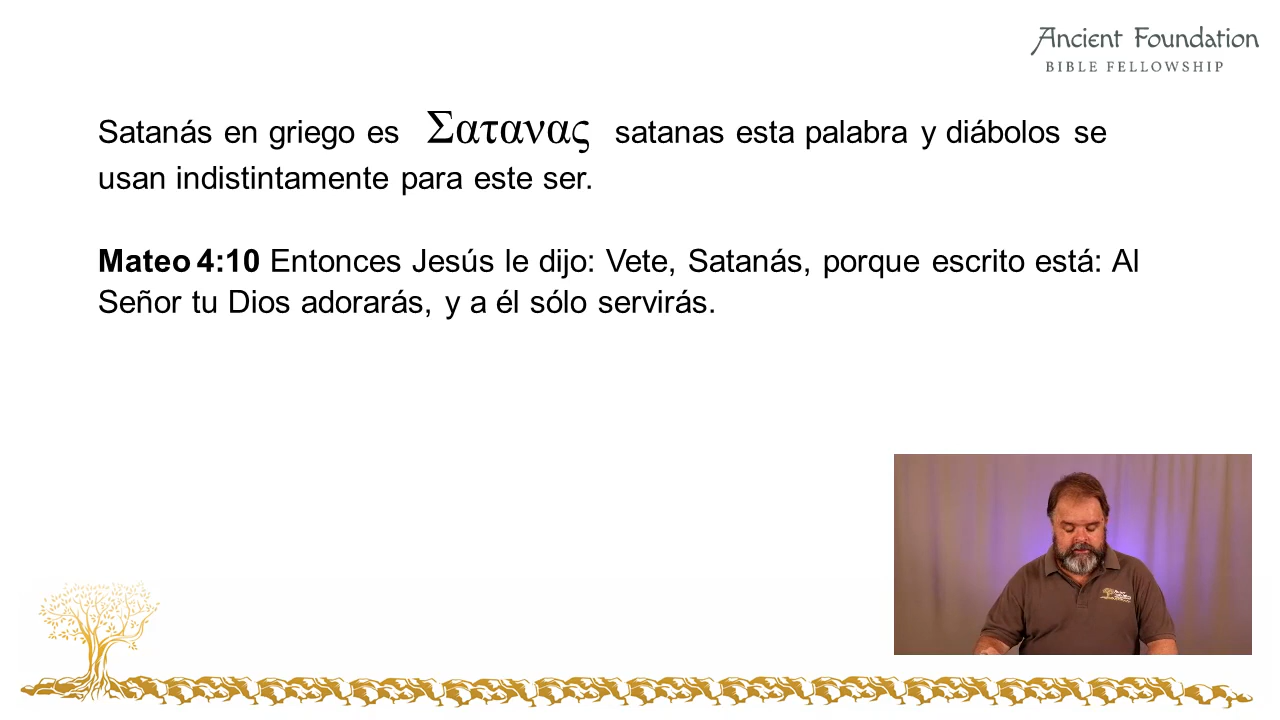 Ancient Foundation
BIBLE FELLOWSHIP
Satanás en griego es Σατανας satanas esta palabra y diábolos se
usan indistintamente para este ser.
Mateo 4:10 Entonces Jesús le dijo: Vete, Satanás, porque escrito está: Al
Señor tu Dios adorarás, y a él sólo servirás.